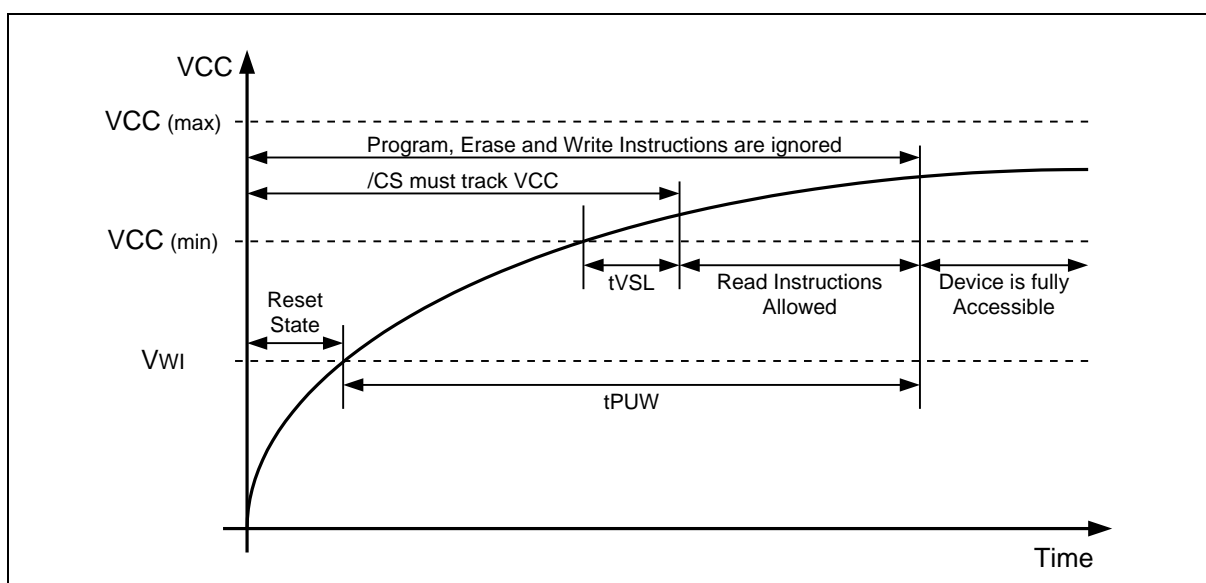 VCC
VCC (max)
Program, Erase and Write Instructions are ignored
/CS must track VCC
VCC (min)
tVSL
Read Instructions
Allowed
Device is fully
Accessible
Reset
State
VWI
tPUW
Time